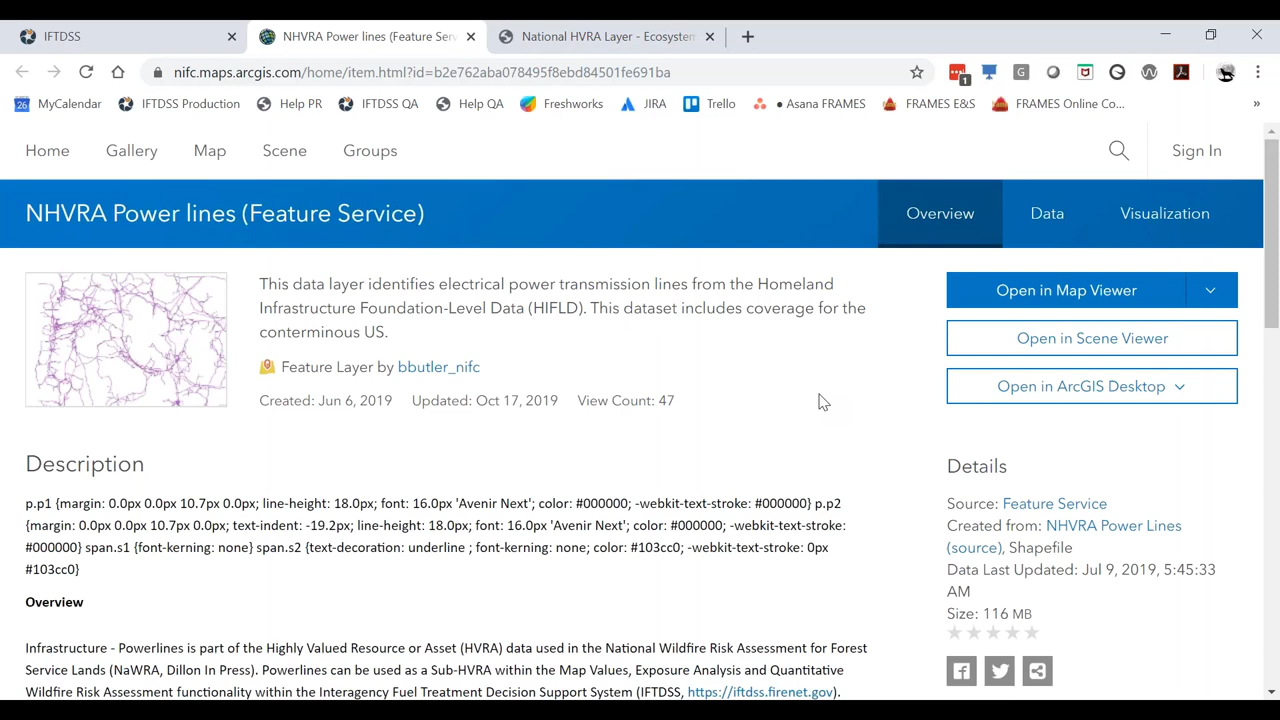 IFTDSS
NHVRA Power lines (Feature Serv
National HVRA Layer - Ecosystem
nifc.maps.arcgis.com/home/item.html?id=b2e762aba078495f8ebd84501fe691ba
1
26 MyCalendar IFTDSS Production Help PR IFTDSS QA Help QA Freshworks JIRA Trello • Asana FRAMES FRAMES E&S FRAMES Online Co... »
Home Gallery Map Scene Groups Sign In
NHVRA Power lines (Feature Service) Overview Data Visualization
This data layer identifies electrical power transmission lines from the Homeland
Infrastructure Foundation-Level Data (HIFLD). This dataset includes coverage for the
conterminous US.
Feature Layer by bbutler_nifc
Created: Jun 6, 2019 Updated: Oct 17, 2019 View Count: 47
Open in Map Viewer
Open in Scene Viewer
Open in ArcGIS Desktop
Description
p.p1 {margin: 0.0px 0.0px 10.7px 0.0px; line-height: 18.0px; font: 16.0px 'Avenir Next'; color: #000000; -webkit-text-stroke: #000000} p.p2
{margin: 0.0px 0.0px 10.7px 0.0px; text-indent: -19.2px; line-height: 18.0px; font: 16.0px 'Avenir Next'; color: #000000; -webkit-text-stroke:
#000000} span.s1 {font-kerning: none} span.s2 {text-decoration: underline ; font-kerning: none; color: #103cc0; -webkit-text-stroke: 0px
#103cc0}
Overview
Infrastructure - Powerlines is part of the Highly Valued Resource or Asset (HVRA) data used in the National Wildfire Risk Assessment for Forest
Service Lands (NaWRA, Dillon In Press). Powerlines can be used as a Sub-HVRA within the Map Values, Exposure Analysis and Quantitative
Wildfire Risk Assessment functionality within the Interagency Fuel Treatment Decision Support System (IFTDSS, https://iftdss.firenet.gov).
Details
Source: Feature Service
Created from: NHVRA Power Lines
(source), Shapefile
Data Last Updated: Jul 9, 2019, 5:45:33
AM
Size: 116 MB